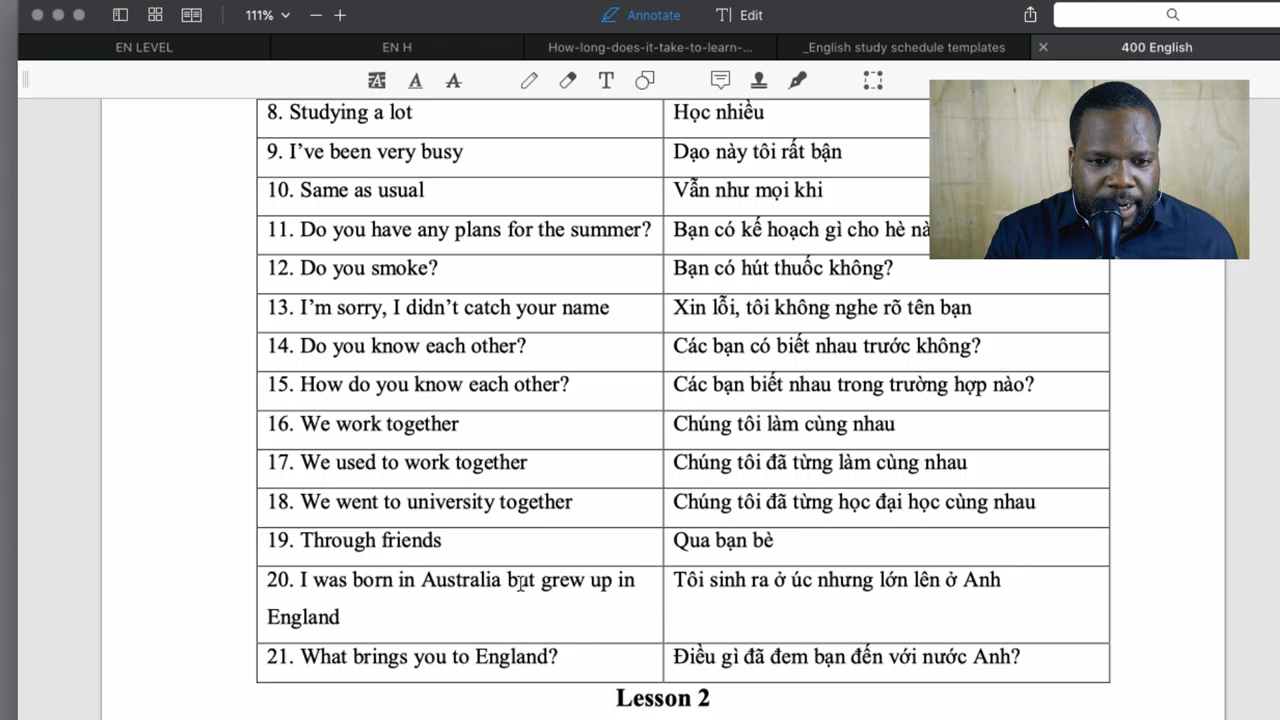 111%
Annotate
Edit
EN LEVEL
EN H
How-long-does-it-take-to-learn-...
_English study schedule templates
400 English
8. Studying a lot
Học nhiều
9. I’ve been very busy
Dạo này tôi rất bận
10. Same as usual
Vẫn như mọi khi
11. Do you have any plans for the summer?
Bạn có kế hoạch gì cho hè
12. Do you smoke?
Bạn có hút thuốc không?
13. I’m sorry, I didn’t catch your name
Xin lỗi, tôi không nghe rõ tên bạn
14. Do you know each other?
Các bạn có biết nhau trước không?
15. How do you know each other?
Các bạn biết nhau trong trường hợp nào?
16. We work together
Chúng tôi làm cùng nhau
17. We used to work together
Chúng tôi đã từng làm cùng nhau
18. We went to university together
Chúng tôi đã từng học đại học cùng nhau
19. Through friends
Qua bạn bè
20. I was born in Australia but grew up in
England
Tôi sinh ra ở úc nhưng lớn lên ở Anh
21. What brings you to England?
Điều gì đã đem bạn đến với nước Anh?
Lesson 2